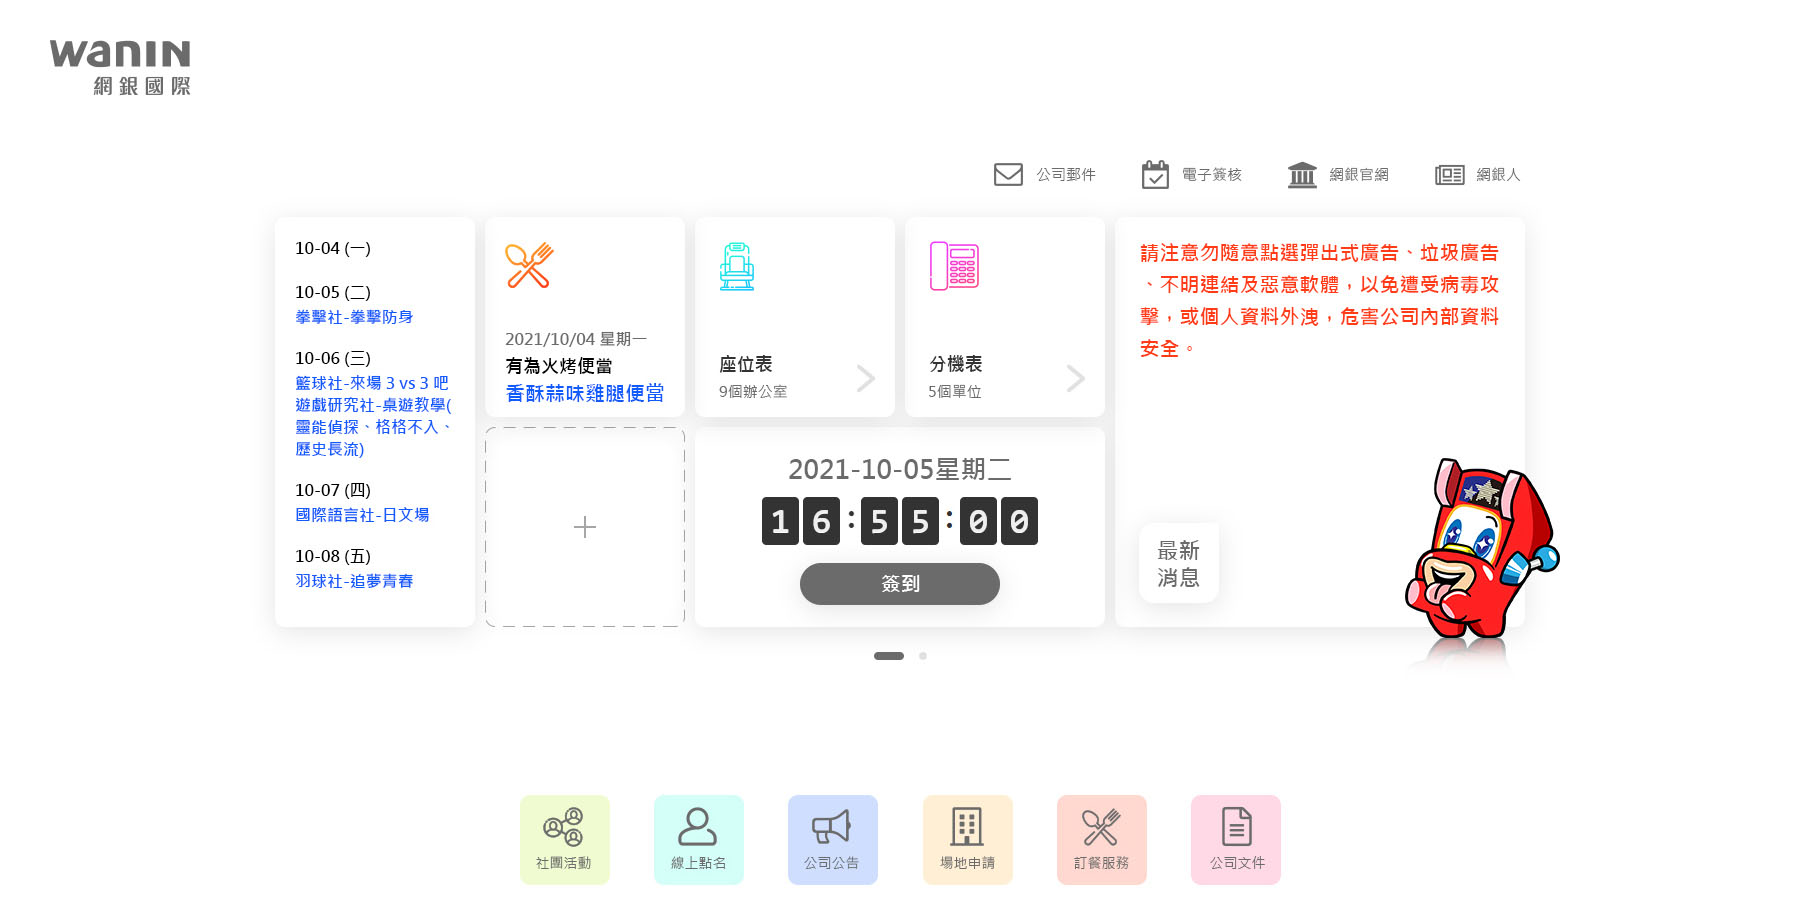 wanin
網銀國際
公司郵件
電子簽核
網銀官網
網銀人
10-04 (一)
10-05 (二)
拳擊社-拳擊防身
10-06 (三)
籃球社-來場 3 vs 3 吧
遊戲研究社-桌遊教學(
靈能偵探、格格不入、
歷史長流)
10-07 (四)
國際語言社-日文場
10-08 (五)
羽球社-追夢青春
2021/10/04 星期一
有為火烤便當
香酥蒜味雞腿便當
座位表
9個辦公室
分機表
5個單位
2021-10-05星期二
16:55:00
簽到
請注意勿隨意點選彈出式廣告、垃圾廣告
、不明連結及惡意軟體，以免遭受病毒攻
擊，或個人資料外洩，危害公司內部資料
安全。
最新
消息
社團活動
線上點名
公司公告
場地申請
訂餐服務
公司文件